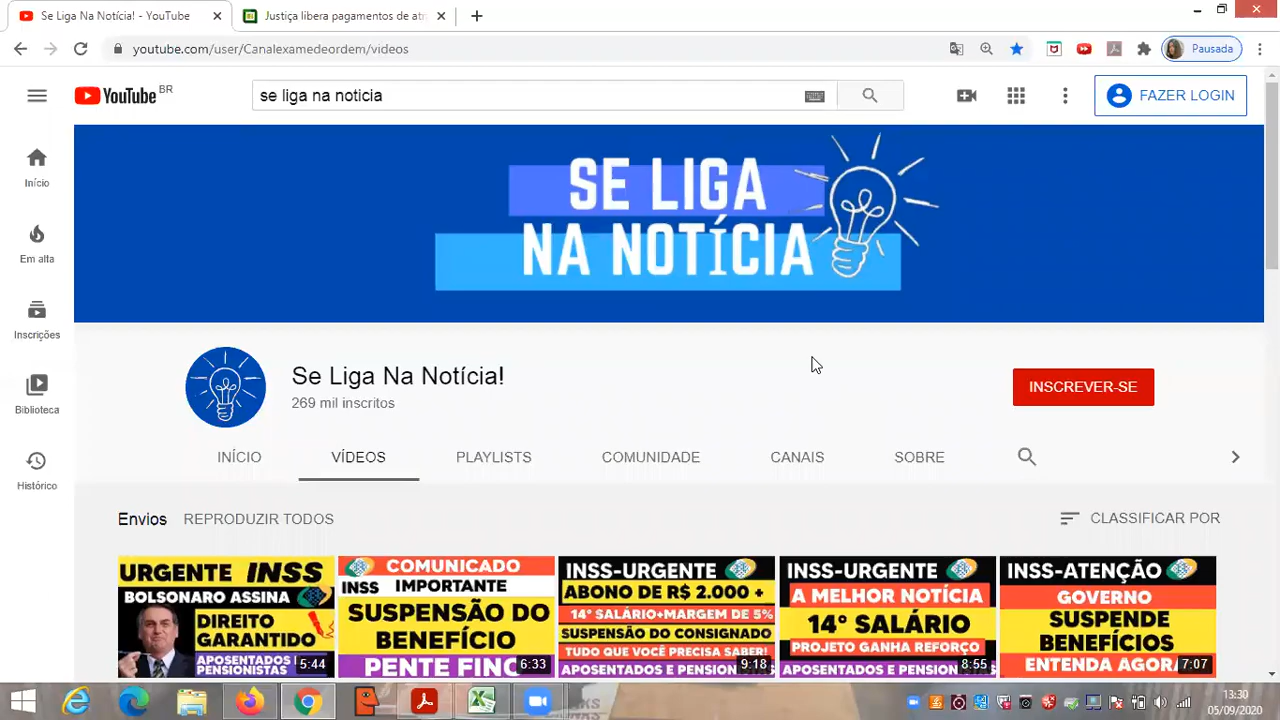 Se Liga Na Notícia! - YouTube
Justiça libera pagamentos de atr
youtube.com/user/Canalexamedeordem/videos
Pausada
YouTube BR
se liga na noticia
FAZER LOGIN
SE LIGA
NA NOTÍCIA
Início
Em alta
Inscrições
Biblioteca
Histórico
Se Liga Na Notícia!
269 mil inscritos
INSCREVER-SE
INÍCIO VÍDEOS PLAYLISTS COMUNIDADE CANAIS SOBRE
Envios REPRODUZIR TODOS
CLASSIFICAR POR
URGENTE INSS
BOLSONARO ASSINA
DIREITO
GARANTIDO
APOSENTADOS
PENSIONISTAS
5:44
COMUNICADO
INSS IMPORTANTE
SUSPENSÃO DO
BENEFÍCIO
PENTE FINO
6:33
INSS-URGENTE
ABONO DE R$ 2.000 +
14º SALÁRIO+MARGEM DE 5%
SUSPENSÃO DO CONSIGNADO
TUDO QUE VOCÊ PRECISA SABER!
APOSENTADOS E PENSION
9:18
INSS-URGENTE
A MELHOR NOTÍCIA
14º SALÁRIO
PROJETO GANHA REFORÇO
APOSENTADOS E PENSION
8:55
INSS-ATENÇÃO
GOVERNO
SUSPENDE
BENEFÍCIOS
ENTENDA AGORA
7:07
13:30
05/09/2020